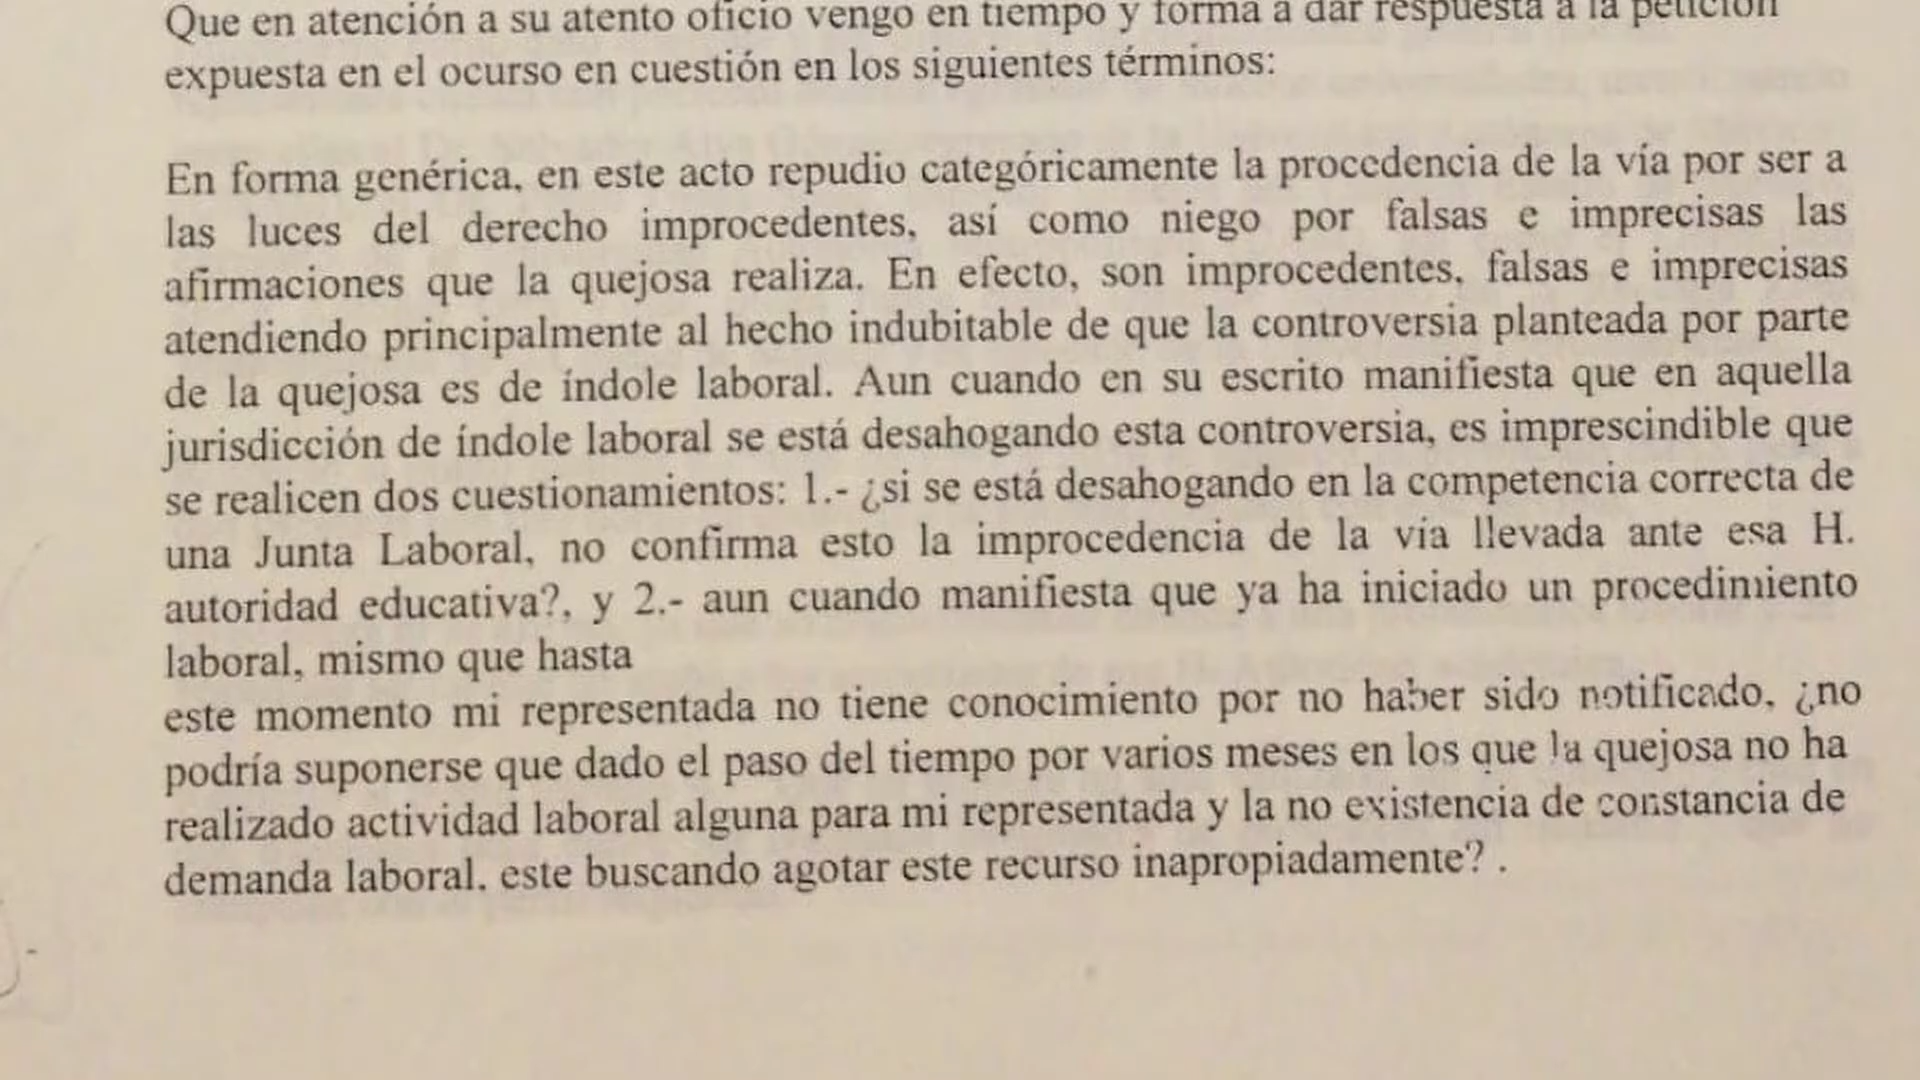 Que en atención a su atento oficio vengo en tiempo y forma a dar respuesta a la petición
expuesta en el ocurso en cuestión en los siguientes términos:
En forma genérica, en este acto repudio categóricamente la procedencia de la vía por ser a
las luces del derecho improcedentes, así como niego por falsas e imprecisas las
afirmaciones que la quejosa realiza. En efecto, son improcedentes, falsas e imprecisas
atendiendo principalmente al hecho indubitable de que la controversia planteada por parte
de la quejosa es de índole laboral. Aun cuando en su escrito manifiesta que en aquella
jurisdicción de índole laboral se está desahogando esta controversia, es imprescindible que
se realicen dos cuestionamientos: 1.- ¿si se está desahogando en la competencia correcta de
una Junta Laboral, no confirma esto la improcedencia de la vía llevada ante esa H.
autoridad educativa?, y 2.- aun cuando manifiesta que ya ha iniciado un procedimiento
laboral, mismo que hasta
este momento mi representada no tiene conocimiento por no haber sido notificado, ¿no
podría suponerse que dado el paso del tiempo por varios meses en los que la quejosa no ha
realizado actividad laboral alguna para mi representada y la no existencia de constancia de
demanda laboral. este buscando agotar este recurso inapropiadamente? .